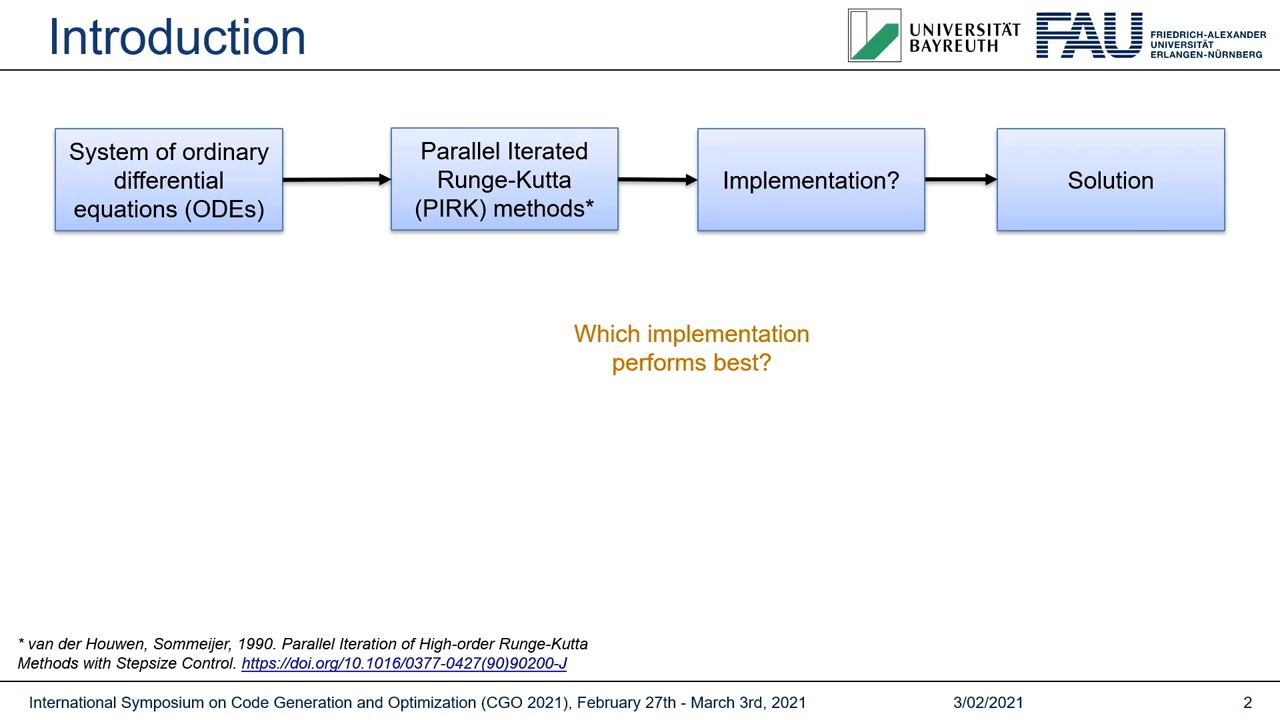 Introduction
UNIVERSITÄT
BAYREUTH
FAU
FRIEDRICH-ALEXANDER
UNIVERSITÄT
ERLANGEN-NÜRNBERG
System of ordinary
differential
equations (ODEs)
Parallel Iterated
Runge-Kutta
(PIRK) methods*
Implementation?
Solution
Which implementation
performs best?
* van der Houwen, Sommeijer, 1990. Parallel Iteration of High-order Runge-Kutta
Methods with Stepsize Control. https://doi.org/10.1016/0377-0427(90)90200-J
International Symposium on Code Generation and Optimization (CGO 2021), February 27th - March 3rd, 2021
3/02/2021
2